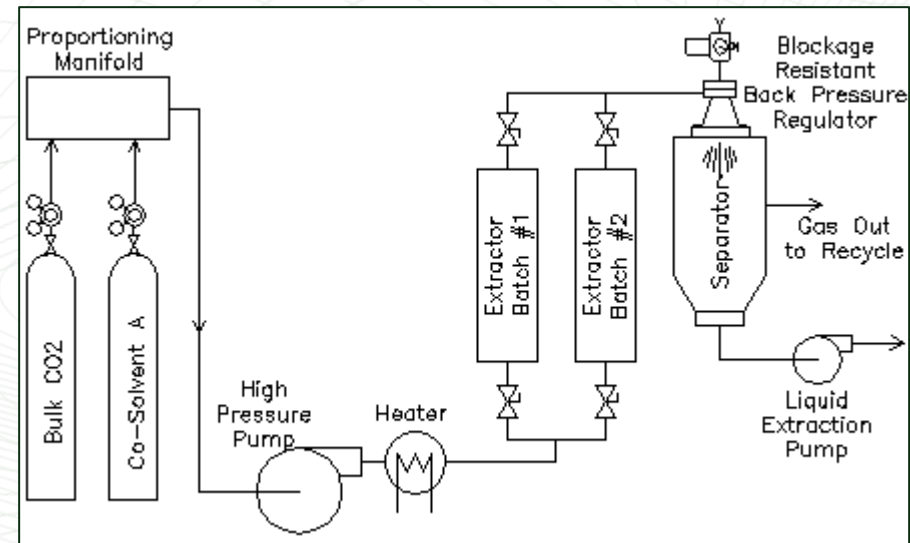 Proportioning
Manifold
Blockage
Resistant
Back Pressure
Regulator
Bulk CO2
Co-Solvent A
High
Pressure
Pump
Heater
Extractor
Batch #1
Extractor
Batch #2
Separator
Gas Out
to Recycle
Liquid
Extraction
Pump